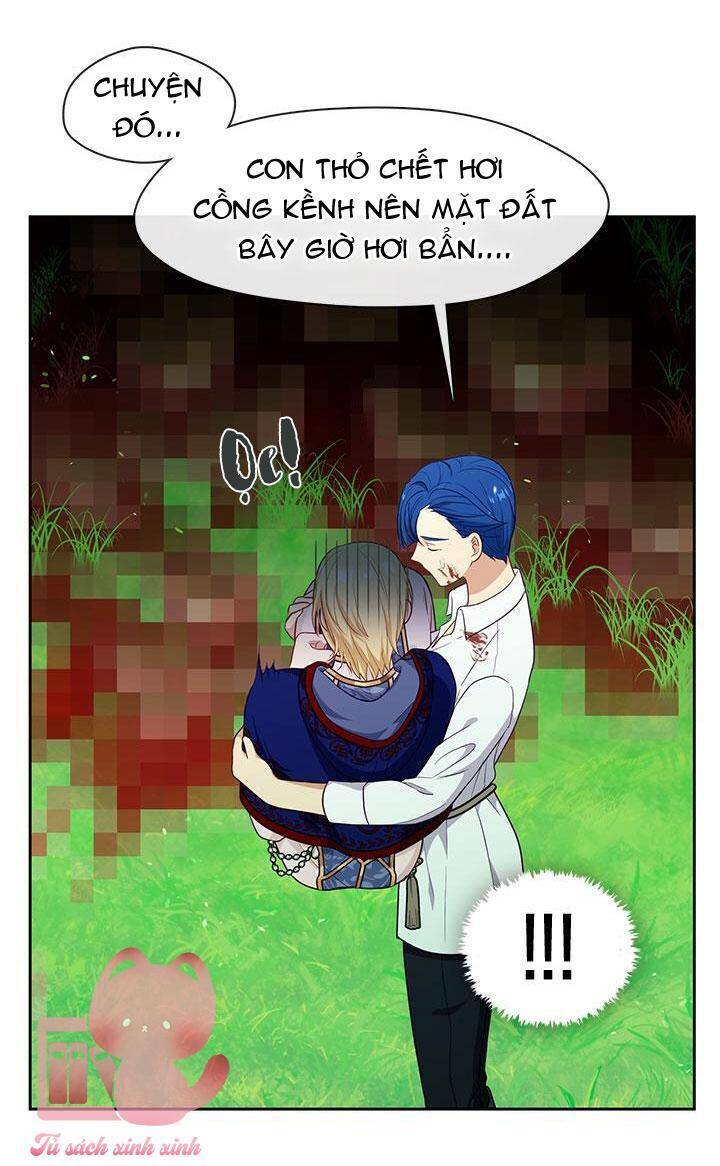 CHUYỆN
ĐÓ...
CON THỎ CHẾT HƠI
CỒNG KỀNH NÊN MẶT ĐẤT
BÂY GIỜ HƠI BẨN....
Ọc!
!!!
Tủ sách xinh xinh